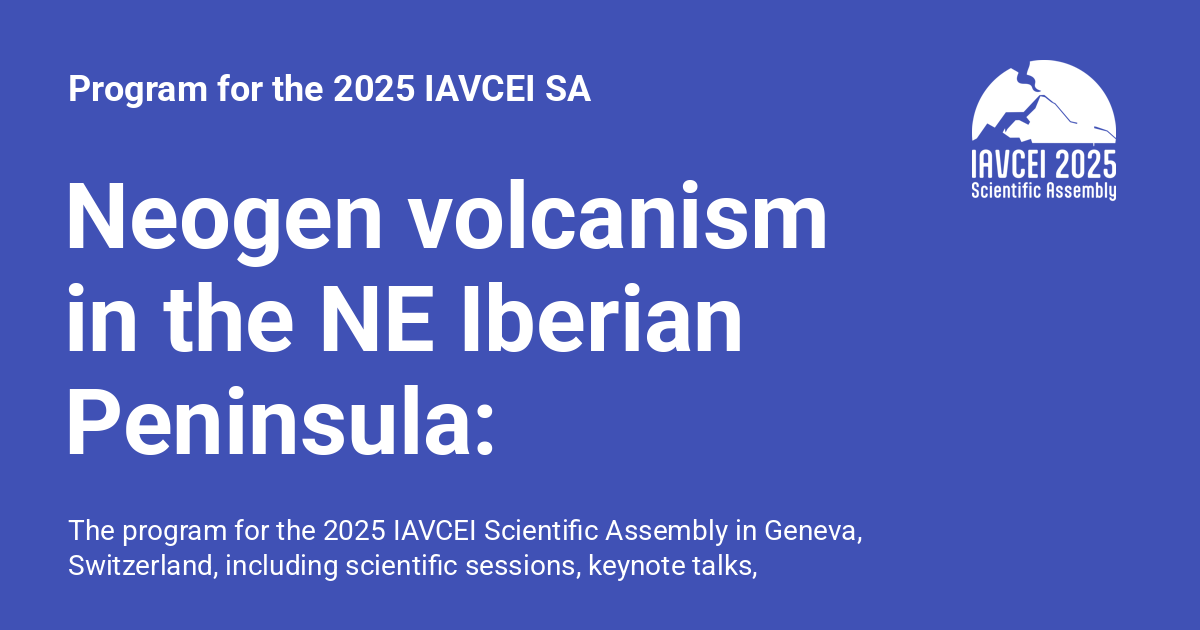 Program for the 2025 IAVCEI SA
IAVCEI 2025
Scientific Assembly
Neogen volcanism
in the NE Iberian
Peninsula:
The program for the 2025 IAVCEI Scientific Assembly in Geneva,
Switzerland, including scientific sessions, keynote talks,